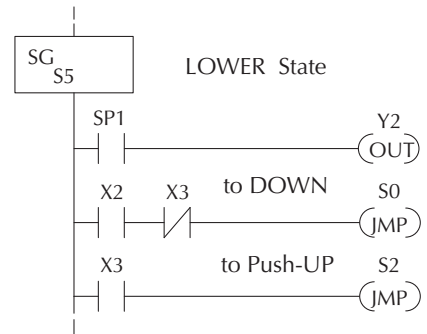 SG
S5
LOWER State
SP1
Y2
OUT
X2
X3
to DOWN
S0
JMP
X3
to Push-UP
S2
JMP